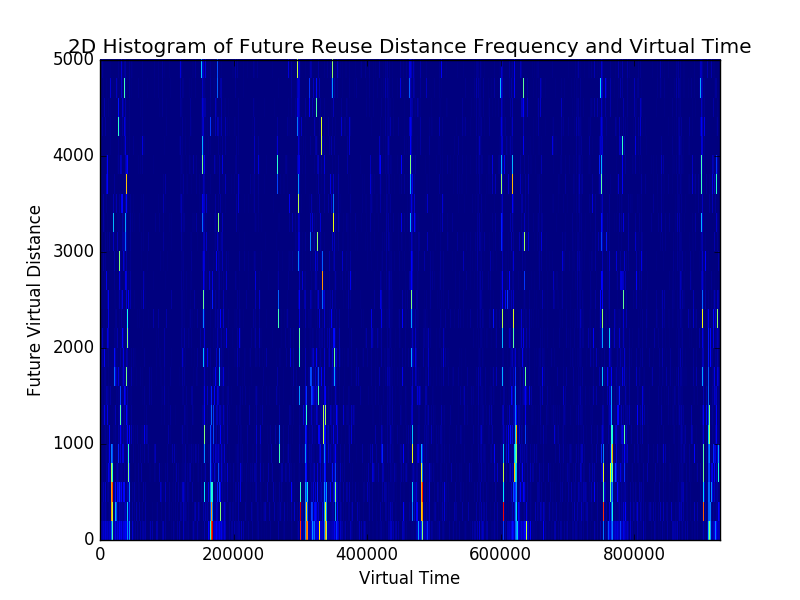 2D Histogram of Future Reuse Distance Frequency and Virtual Time
5000
4000
3000
2000
1000
0
Future Virtual Distance
0 200000 400000 600000 800000
Virtual Time